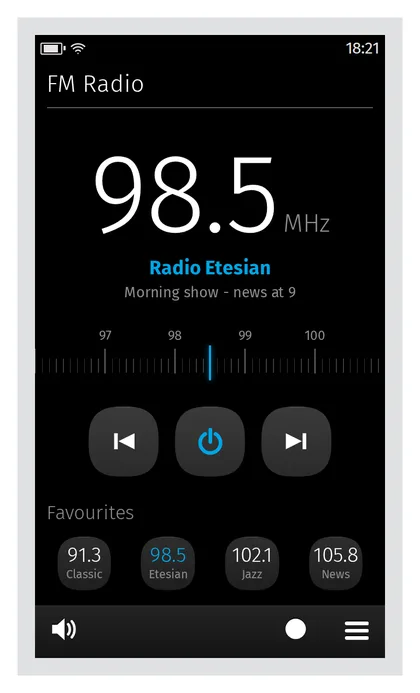 18:21
FM Radio
98.5 MHz
Radio Etesian
Morning show - news at 9
97 98 99 100
Favourites
91.3 98.5 102.1 105.8
Classic Etesian Jazz News